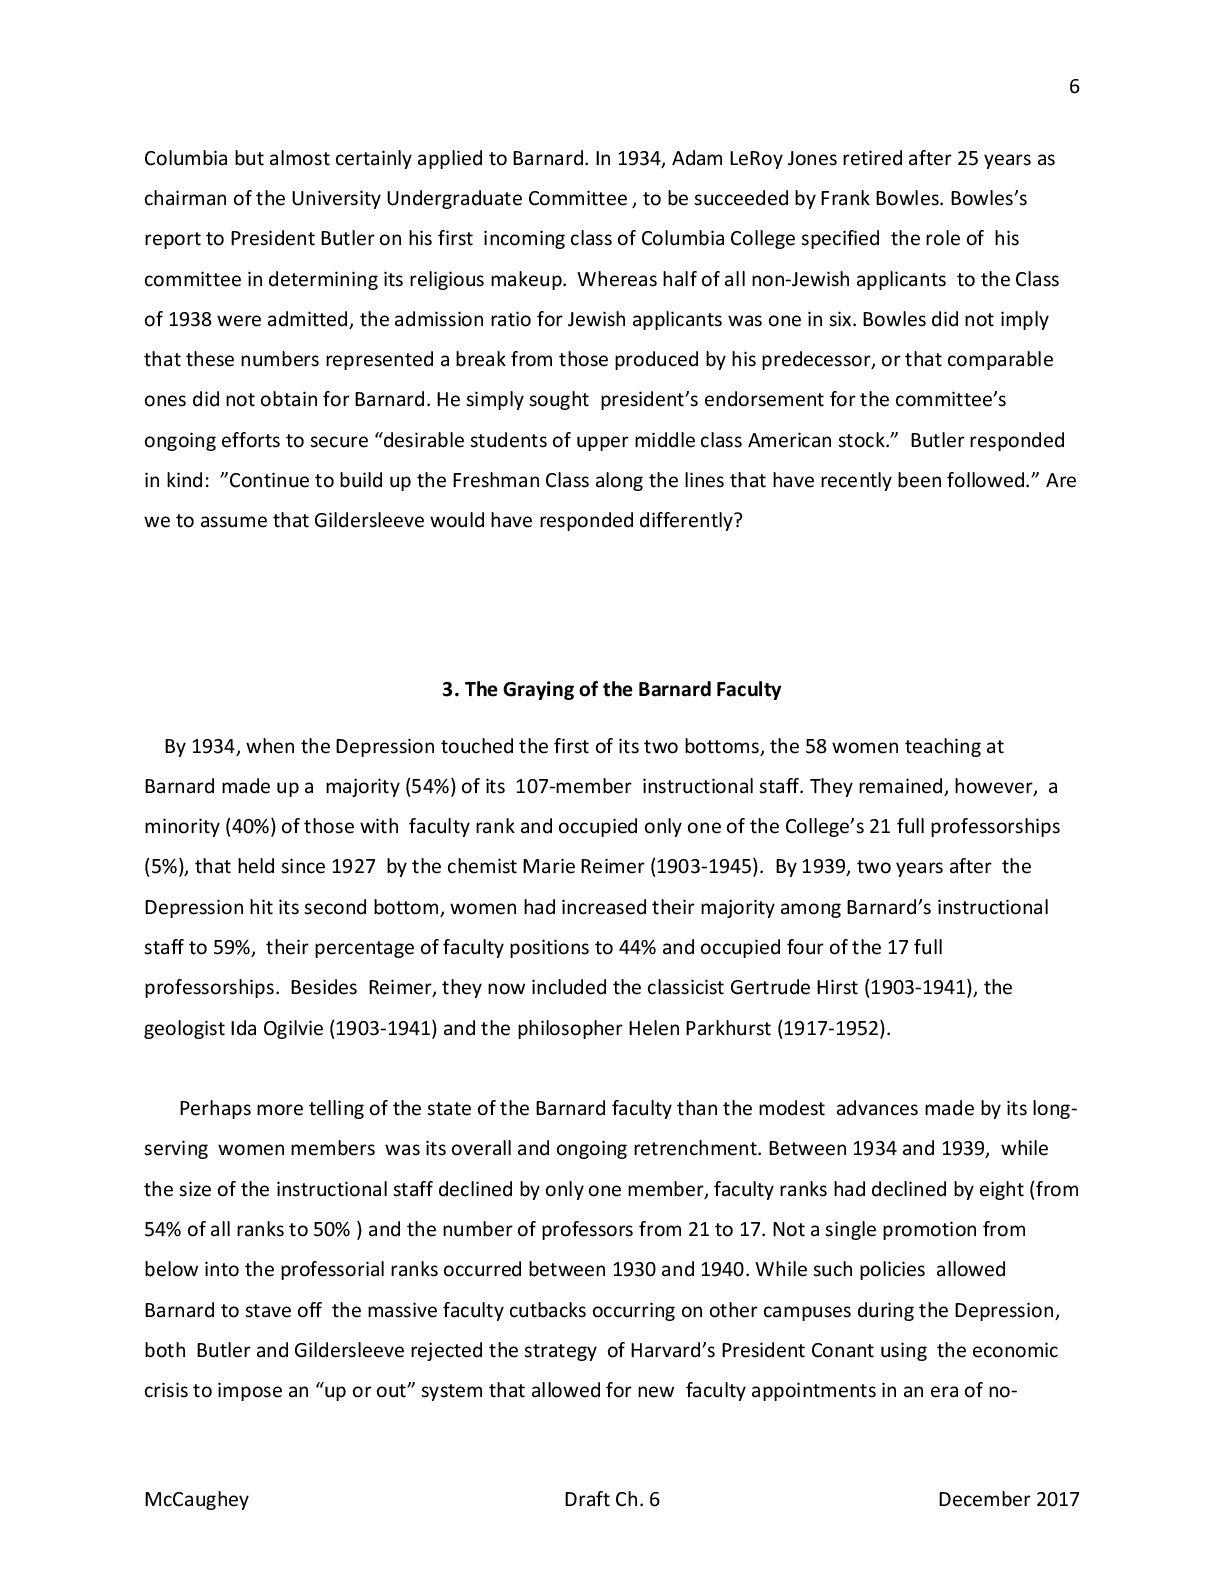 6
Columbia but almost certainly applied to Barnard. In 1934, Adam LeRoy Jones retired after 25 years as
chairman of the University Undergraduate Committee , to be succeeded by Frank Bowles. Bowles’s
report to President Butler on his first  incoming class of Columbia College specified  the role of  his
committee in determining its religious makeup.  Whereas half of all non-Jewish applicants  to the Class
of 1938 were admitted, the admission ratio for Jewish applicants was one in six. Bowles did not imply
that these numbers represented a break from those produced by his predecessor, or that comparable
ones did not obtain for Barnard. He simply sought  president’s endorsement for the committee’s
ongoing efforts to secure “desirable students of upper middle class American stock.”  Butler responded
in kind:  ”Continue to build up the Freshman Class along the lines that have recently been followed.” Are
we to assume that Gildersleeve would have responded differently?
3. The Graying of the Barnard Faculty
By 1934, when the Depression touched the first of its two bottoms, the 58 women teaching at
Barnard made up a  majority (54%) of its  107-member  instructional staff. They remained, however,  a
minority (40%) of those with  faculty rank and occupied only one of the College’s 21 full professorships
(5%), that held since 1927  by the chemist Marie Reimer (1903-1945).  By 1939, two years after  the
Depression hit its second bottom, women had increased their majority among Barnard’s instructional
staff to 59%,  their percentage of faculty positions to 44% and occupied four of the 17 full
professorships.  Besides  Reimer, they now included the classicist Gertrude Hirst (1903-1941), the
geologist Ida Ogilvie (1903-1941) and the philosopher Helen Parkhurst (1917-1952).
Perhaps more telling of the state of the Barnard faculty than the modest  advances made by its long-
serving  women members  was its overall and ongoing retrenchment. Between 1934 and 1939,  while
the size of the instructional staff declined by only one member, faculty ranks had declined by eight (from
54% of all ranks to 50% ) and the number of professors from 21 to 17. Not a single promotion from
below into the professorial ranks occurred between 1930 and 1940. While such policies  allowed
Barnard to stave off  the massive faculty cutbacks occurring on other campuses during the Depression,
both  Butler and Gildersleeve rejected the strategy  of Harvard’s President Conant using  the economic
crisis to impose an “up or out” system that allowed for new  faculty appointments in an era of no-
McCaughey Draft Ch. 6 December 2017